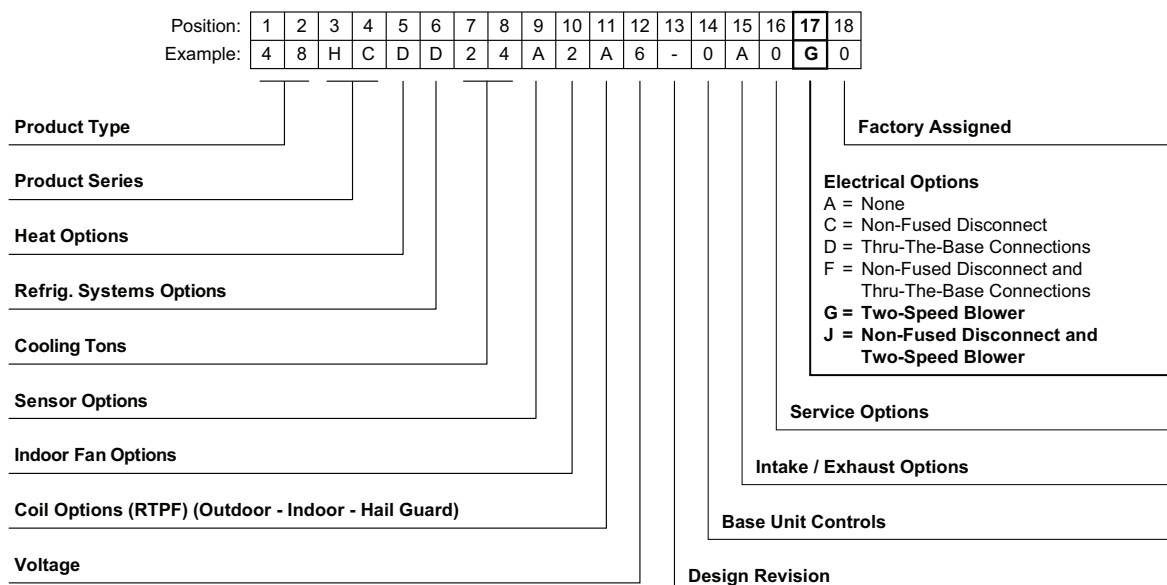 Position: 1 2 3 4 5 6 7 8 9 10 11 12 13 14 15 16 17 18
Example: 4 8 H C D D 2 4 A 2 A 6 - 0 A 0 G 0
Product Type
Product Series
Heat Options
Refrig. Systems Options
Cooling Tons
Sensor Options
Indoor Fan Options
Coil Options (RTPF) (Outdoor - Indoor - Hail Guard)
Voltage
Factory Assigned
Electrical Options
A = None
C = Non-Fused Disconnect
D = Thru-The-Base Connections
F = Non-Fused Disconnect and
Thru-The-Base Connections
G = Two-Speed Blower
J = Non-Fused Disconnect and
Two-Speed Blower
Service Options
Intake / Exhaust Options
Base Unit Controls
Design Revision